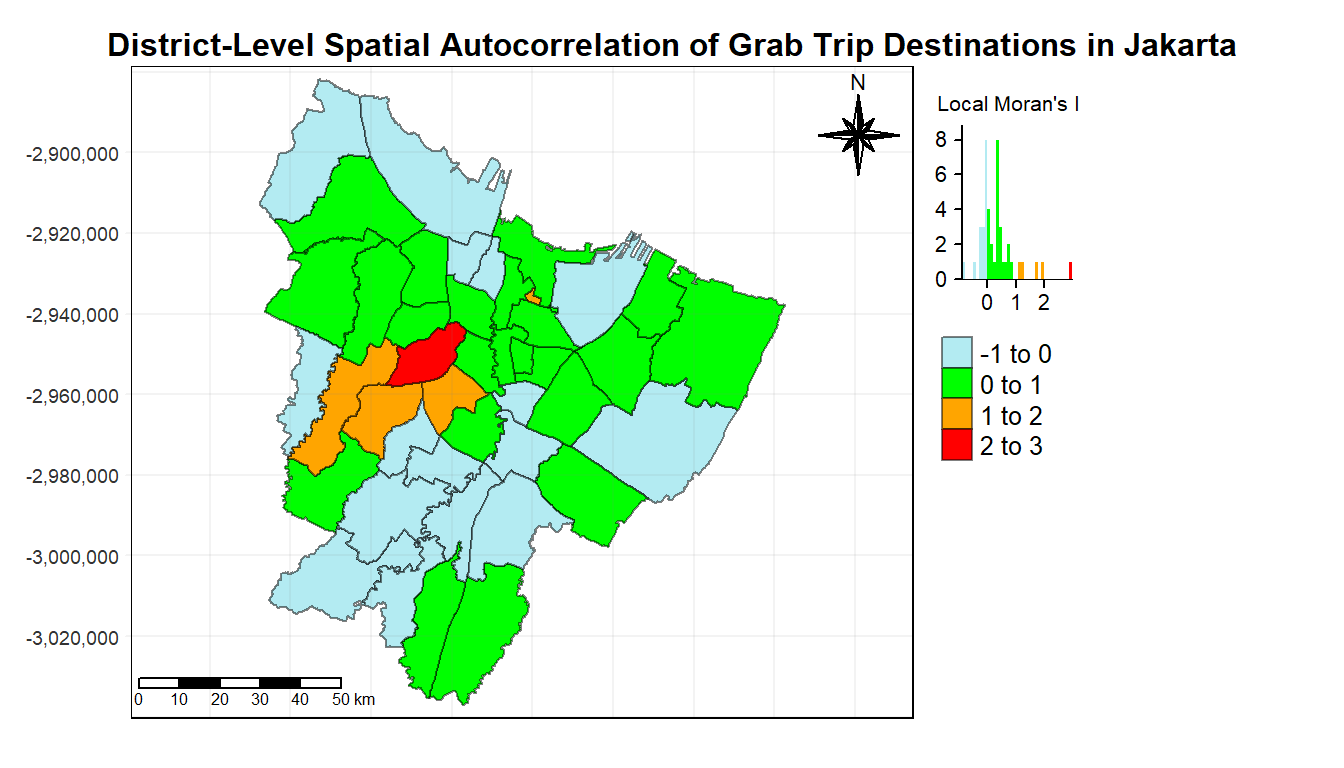 District-Level Spatial Autocorrelation of Grab Trip Destinations in Jakarta
N
Local Moran's I
8
6
4
2
0
0 1 2
-1 to 0
0 to 1
1 to 2
2 to 3
-2,900,000
-2,920,000
-2,940,000
-2,960,000
-2,980,000
-3,000,000
-3,020,000
0 10 20 30 40 50 km